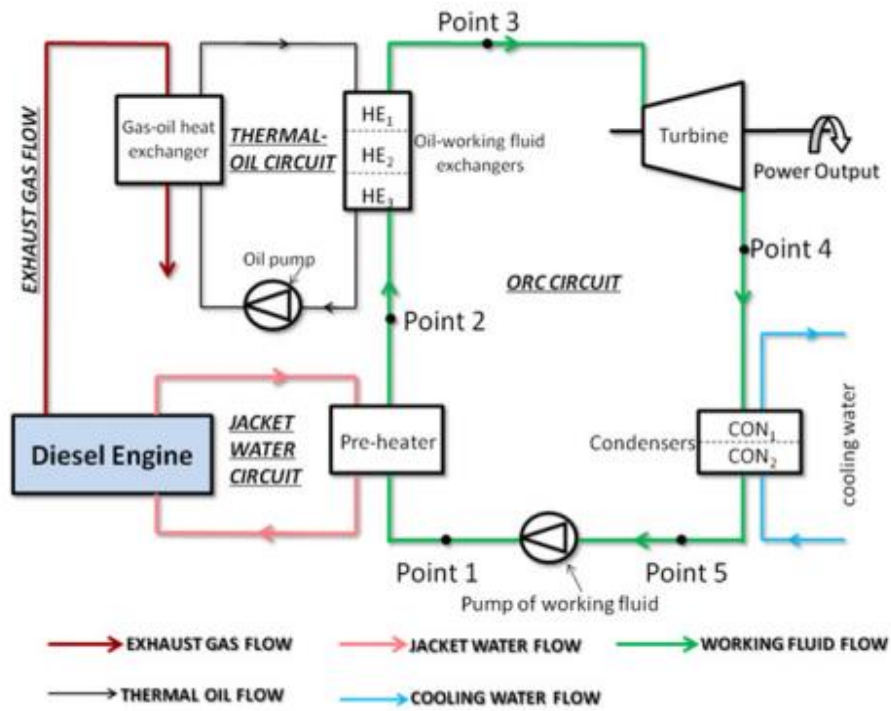 Point 3
EXHAUST GAS FLOW
Gas-oil heat
exchanger
THERMAL-
OIL CIRCUIT
HE1
HE2
HE3
Oil-working fluid
exchangers
Turbine
Power Output
Oil pump
ORC CIRCUIT
Point 4
Point 2
Diesel Engine
JACKET
WATER
CIRCUIT
Pre-heater
Condensers
CON1
CON2
cooling water
Point 1
Point 5
Pump of working fluid
EXHAUST GAS FLOW
JACKET WATER FLOW
WORKING FLUID FLOW
THERMAL OIL FLOW
COOLING WATER FLOW